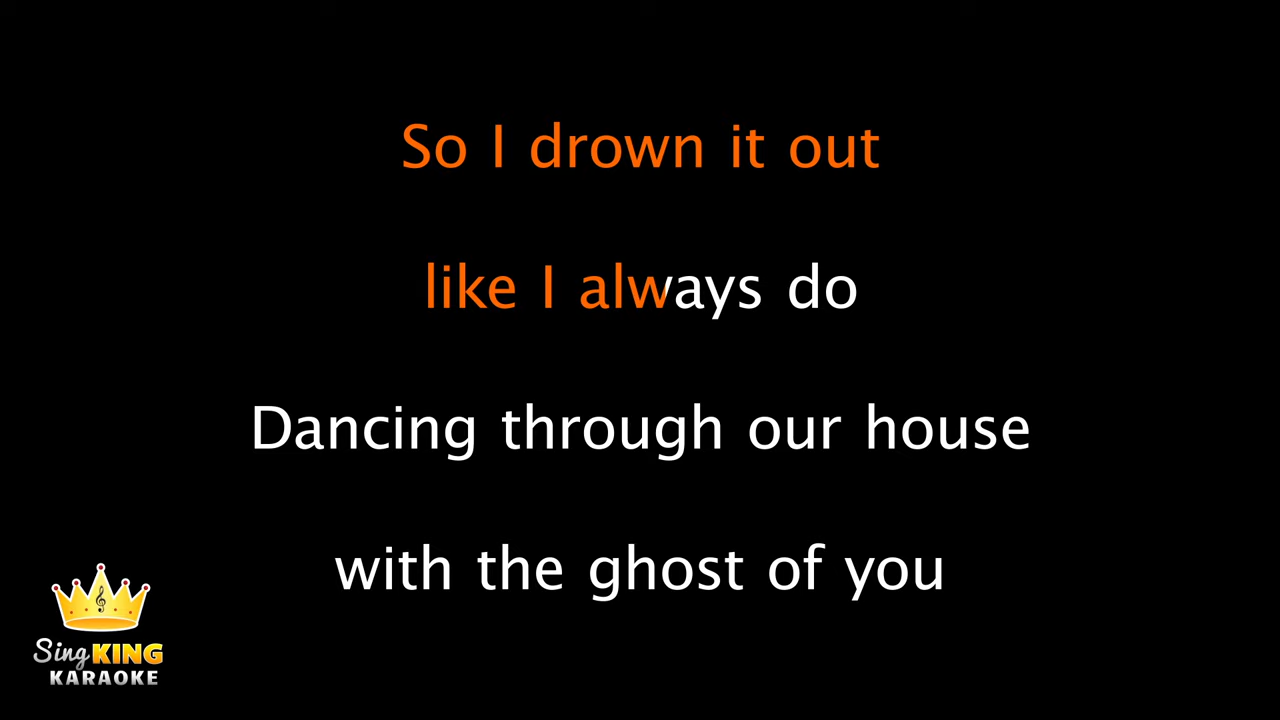 So I drown it out
like I always do
Dancing through our house
with the ghost of you
Sing KING
KARAOKE